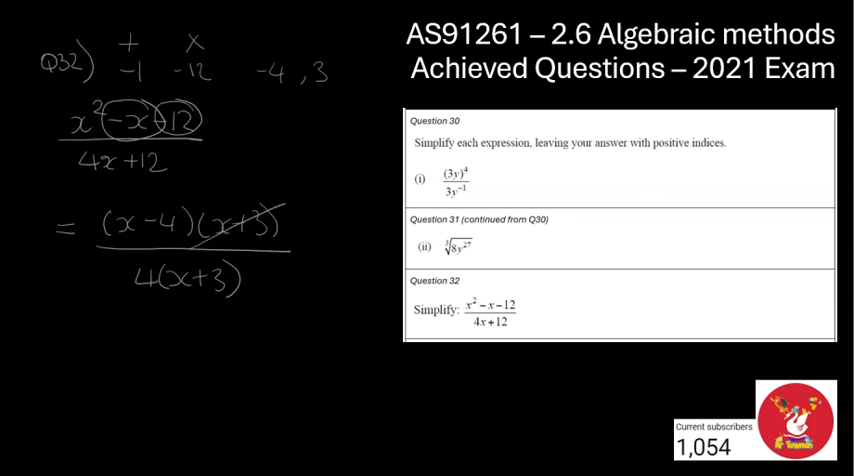 Q32) + ×
-1 -12 -4 , 3
x² - x - 12
4x + 12
= (x - 4)(x + 3)
4(x + 3)
AS91261 – 2.6 Algebraic methods
Achieved Questions – 2021 Exam
Question 30
Simplify each expression, leaving your answer with positive indices.
(i) (3y)⁴
3y⁻¹
Question 31 (continued from Q30)
(ii) ∛8y²⁷
Question 32
Simplify: x² – x – 12
4x + 12
Current subscribers
1,054